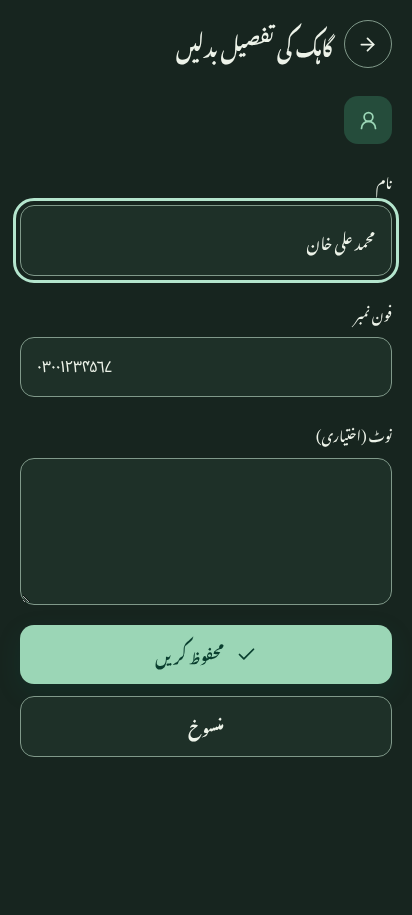 گاہک کی تفصیل بدلیں
نام
محمد علی خان
فون نمبر
۰۳۰۰۱۲۳۴۵۶۷
نوٹ (اختیاری)
محفوظ کریں
منسوخ